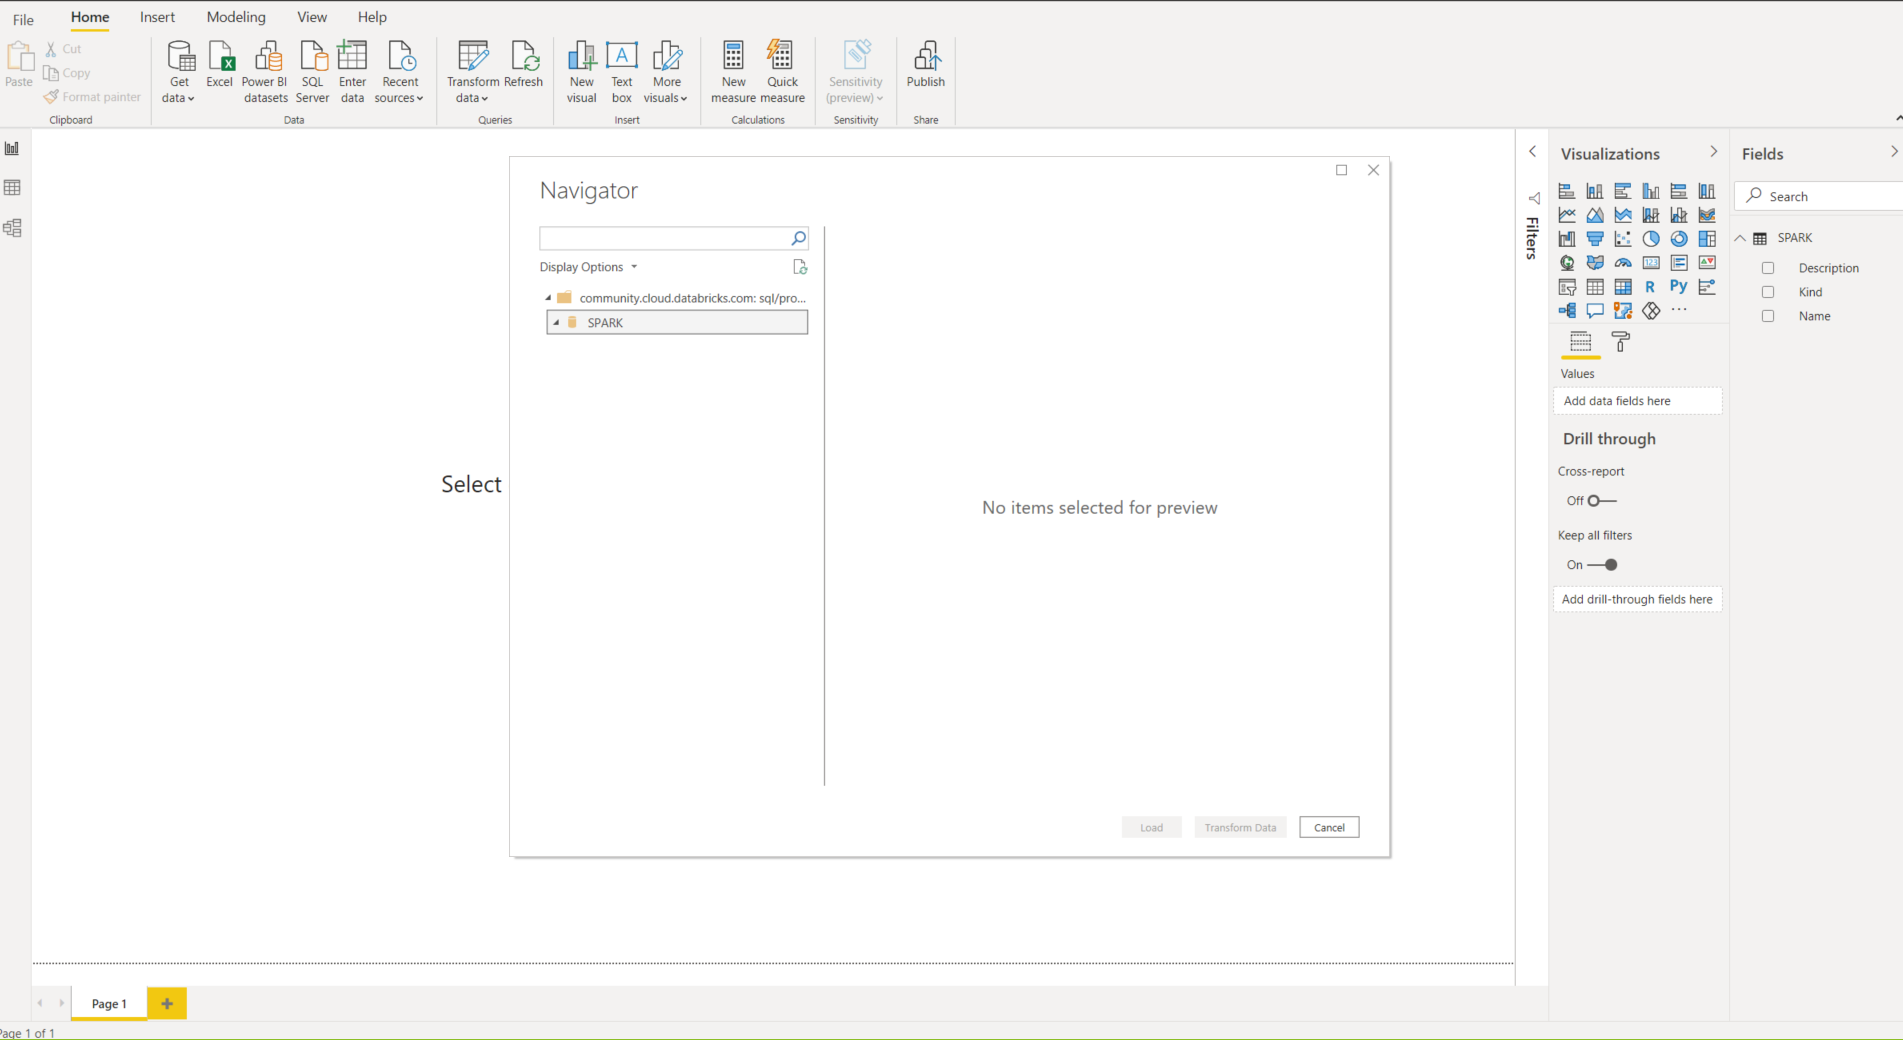 File
Home
Insert
Modeling
View
Help
Paste
Cut
Copy
Format painter
Clipboard
Get
data
Excel
Power BI
datasets
SQL
Server
Enter
data
Recent
sources
Data
Transform
data
Refresh
Queries
New
visual
A
Text
box
More
visuals
Insert
New
measure
Quick
measure
Calculations
Sensitivity
(preview)
Sensitivity
Publish
Share
Navigator
Display Options
community.cloud.databricks.com: sql/pro...
SPARK
No items selected for preview
Load
Transform Data
Cancel
Select
Filters
Visualizations
123
R
Py
...
Values
Add data fields here
Drill through
Cross-report
Off
Keep all filters
On
Add drill-through fields here
Fields
Search
SPARK
Description
Kind
Name
Page 1
Page 1 of 1